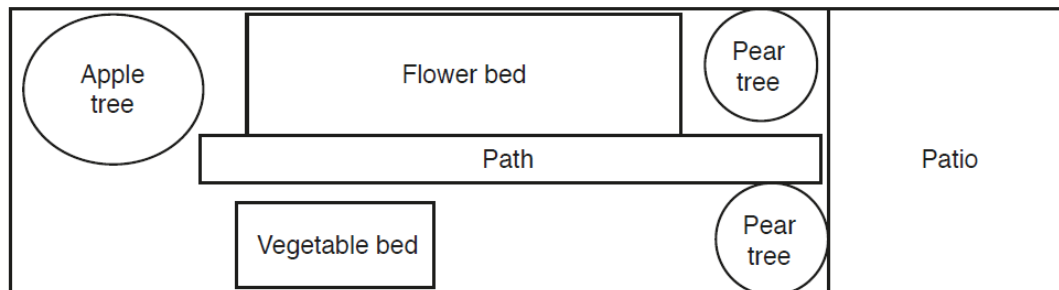 Apple
tree
Flower bed
Pear
tree
Path
Patio
Vegetable bed
Pear
tree